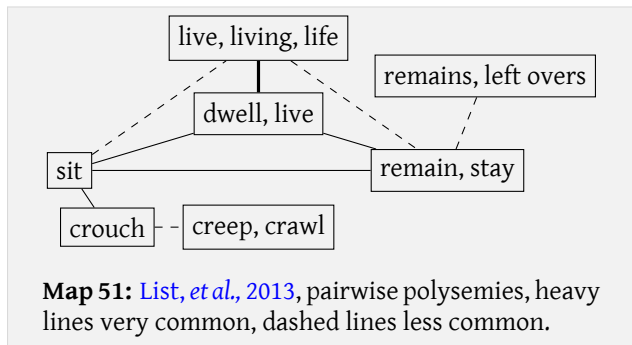 live, living, life
remains, left overs
dwell, live
sit
remain, stay
crouch
creep, crawl
Map 51: List, et al., 2013, pairwise polysemies, heavy
lines very common, dashed lines less common.